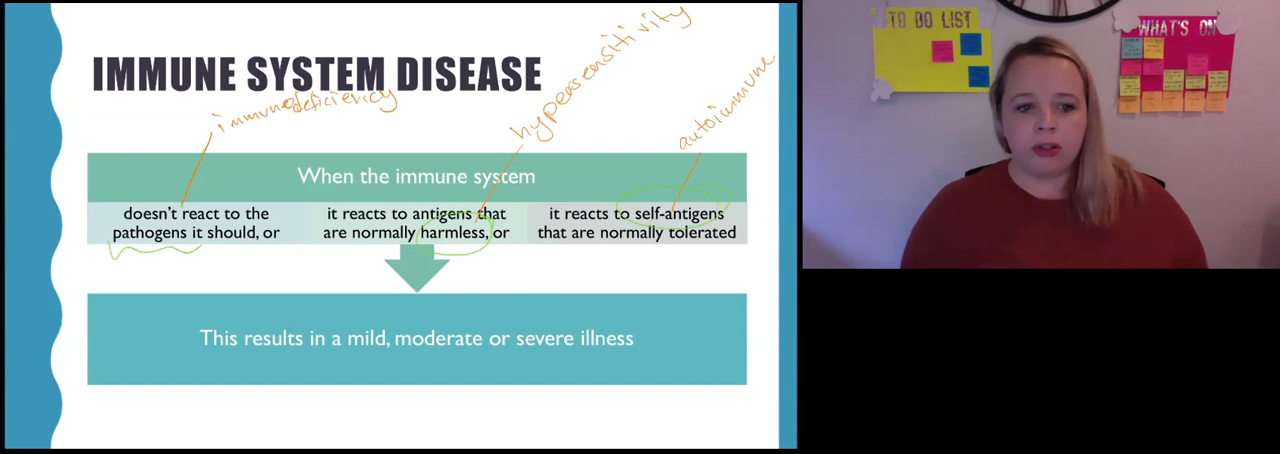 IMMUNE SYSTEM DISEASE
immunodeficiency
hypersensitivity
autoimmune
When the immune system
doesn't react to the
pathogens it should, or
it reacts to antigens that
are normally harmless, or
it reacts to self-antigens
that are normally tolerated
This results in a mild, moderate or severe illness
TO DO LIST
WHAT'S ON